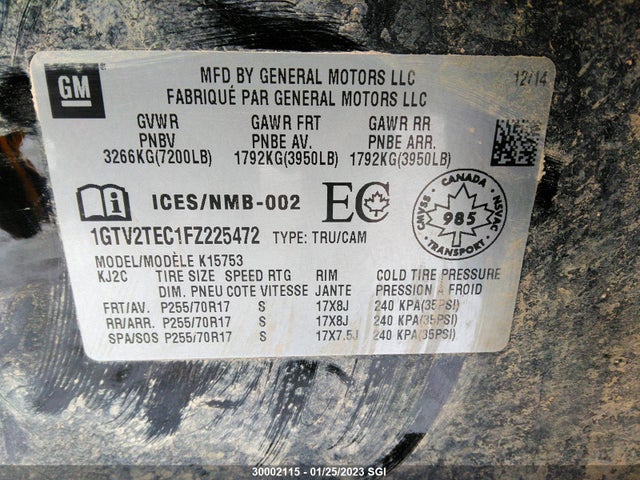 GM
MFD BY GENERAL MOTORS LLC 12/14
FABRIQUÉ PAR GENERAL MOTORS LLC
GVWR GAWR FRT GAWR RR
PNBV PNBE AV. PNBE ARR.
3266KG(7200LB) 1792KG(3950LB) 1792KG(3950LB)
ICES/NMB-002 EC
CANADA
CMVSS 985 NSVAC
TRANSPORT
1GTV2TEC1FZ225472 TYPE: TRU/CAM
MODEL/MODÈLE K15753
KJ2C TIRE SIZE SPEED RTG RIM COLD TIRE PRESSURE
DIM. PNEU COTE VITESSE JANTE PRESSION À FROID
FRT/AV. P255/70R17 S 17X8J 240 KPA(35PSI)
RR/ARR. P255/70R17 S 17X8J 240 KPA(35PSI)
SPA/SOS P255/70R17 S 17X7.5J 240 KPA(35PSI)
30002115 - 01/25/2023 SGI